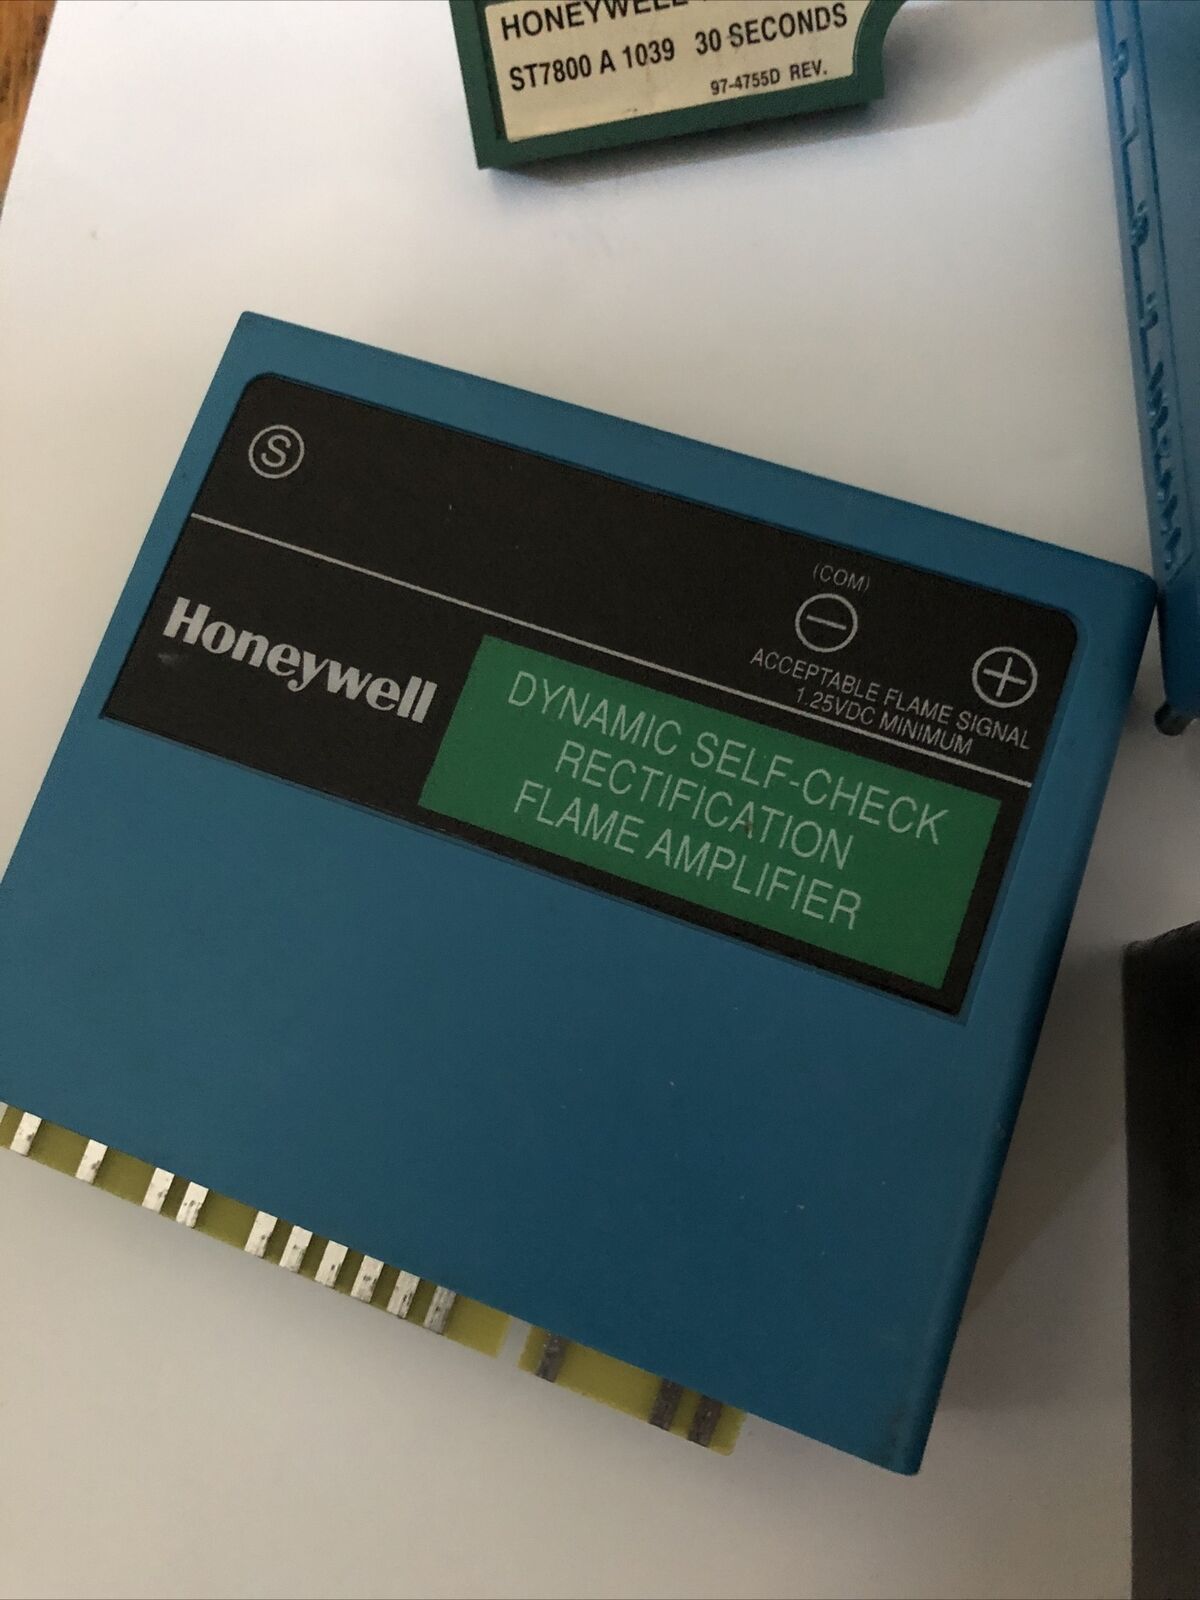 HONEYWELL
ST7800 A 1039 30 SECONDS
97-4755D REV.
S
(COM)
ACCEPTABLE FLAME SIGNAL
1.25VDC MINIMUM
Honeywell
DYNAMIC SELF-CHECK
RECTIFICATION
FLAME AMPLIFIER